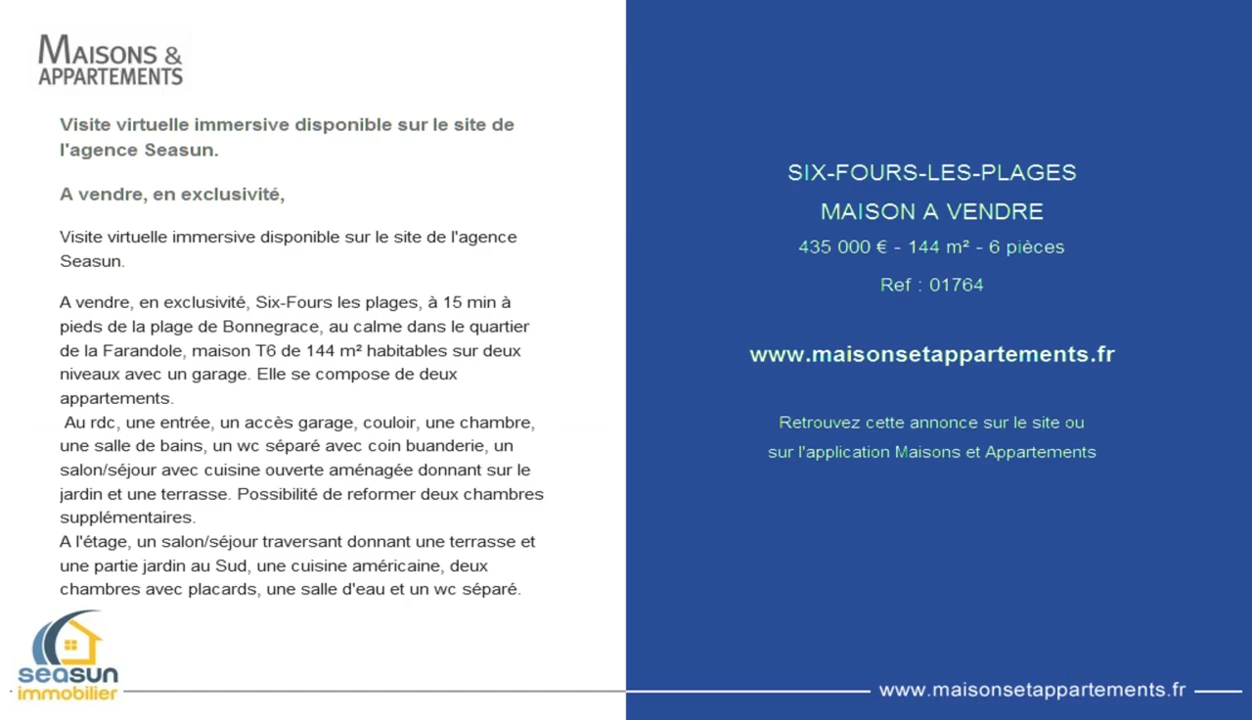 MAISONS &
APPARTEMENTS
Visite virtuelle immersive disponible sur le site de
l'agence Seasun.
A vendre, en exclusivité,
Visite virtuelle immersive disponible sur le site de l'agence
Seasun.
A vendre, en exclusivité, Six-Fours les plages, à 15 min à
pieds de la plage de Bonnegrace, au calme dans le quartier
de la Farandole, maison T6 de 144 m² habitables sur deux
niveaux avec un garage. Elle se compose de deux
appartements.
Au rdc, une entrée, un accès garage, couloir, une chambre,
une salle de bains, un wc séparé avec coin buanderie, un
salon/séjour avec cuisine ouverte aménagée donnant sur le
jardin et une terrasse. Possibilité de reformer deux chambres
supplémentaires.
A l'étage, un salon/séjour traversant donnant une terrasse et
une partie jardin au Sud, une cuisine américaine, deux
chambres avec placards, une salle d'eau et un wc séparé.
seasun
immobilier
SIX-FOURS-LES-PLAGES
MAISON A VENDRE
435 000 € - 144 m² - 6 pièces
Ref : 01764
www.maisonsetappartements.fr
Retrouvez cette annonce sur le site ou
sur l'application Maisons et Appartements
www.maisonsetappartements.fr